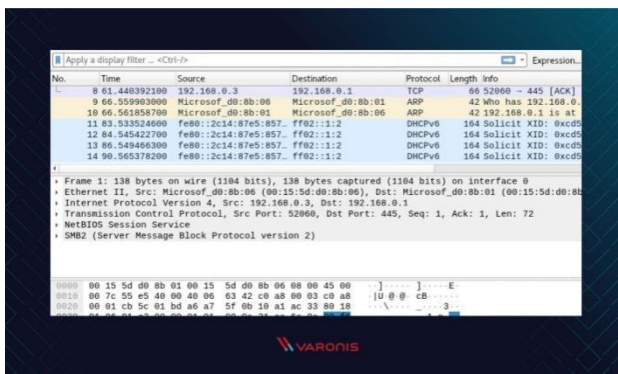 Apply a display filter ... <Ctrl-/>
Expression...
No. Time Source Destination Protocol Length Info
8 61.440392100 192.168.0.3 192.168.0.1 TCP 66 52060 → 445 [ACK]
9 66.559903000 Microsof_d0:8b:06 Microsof_d0:8b:01 ARP 42 Who has 192.168.0.
10 66.561858700 Microsof_d0:8b:01 Microsof_d0:8b:06 ARP 42 192.168.0.1 is at
11 83.533524600 fe80::2c14:87e5:857… ff02::1:2 DHCPv6 164 Solicit XID: 0xcd5
12 84.545422700 fe80::2c14:87e5:857… ff02::1:2 DHCPv6 164 Solicit XID: 0xcd5
13 86.549466300 fe80::2c14:87e5:857… ff02::1:2 DHCPv6 164 Solicit XID: 0xcd5
14 90.565378200 fe80::2c14:87e5:857… ff02::1:2 DHCPv6 164 Solicit XID: 0xcd5
Frame 1: 138 bytes on wire (1104 bits), 138 bytes captured (1104 bits) on interface 0
Ethernet II, Src: Microsof_d0:8b:06 (00:15:5d:d0:8b:06), Dst: Microsof_d0:8b:01 (00:15:5d:d0:8b
Internet Protocol Version 4, Src: 192.168.0.3, Dst: 192.168.0.1
Transmission Control Protocol, Src Port: 52060, Dst Port: 445, Seq: 1, Ack: 1, Len: 72
NetBIOS Session Service
SMB2 (Server Message Block Protocol version 2)
0000 00 15 5d d0 8b 01 00 15 5d d0 8b 06 08 00 45 00 ··]····· ]·····E·
0010 00 7c 55 e5 40 00 40 06 63 42 c0 a8 00 03 c0 a8 ·|U·@·@· cB······
0020 00 01 cb 5c 01 bd a6 a7 5f 0b 10 a1 ac 33 80 18 ···\···· _····3··
VARONIS